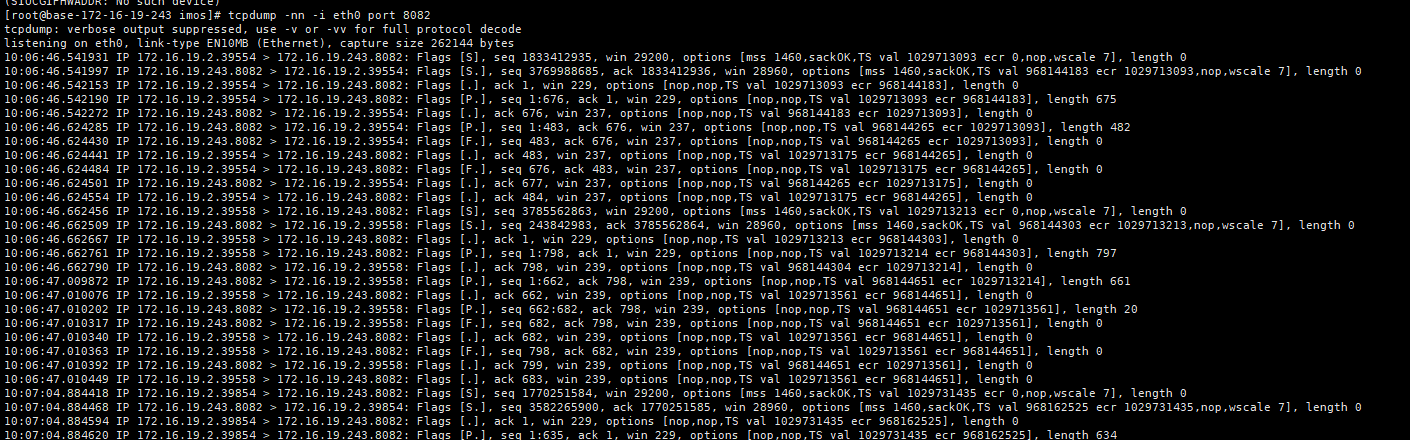 (SIOCGIFHWADDR: No such device)
[root@base-172-16-19-243 imos]# tcpdump -nn -i eth0 port 8082
tcpdump: verbose output suppressed, use -v or -vv for full protocol decode
listening on eth0, link-type EN10MB (Ethernet), capture size 262144 bytes
10:06:46.541931 IP 172.16.19.2.39554 > 172.16.19.243.8082: Flags [S], seq 1833412935, win 29200, options [mss 1460,sackOK,TS val 1029713093 ecr 0,nop,wscale 7], length 0
10:06:46.541997 IP 172.16.19.243.8082 > 172.16.19.2.39554: Flags [S.], seq 3769988685, ack 1833412936, win 28960, options [mss 1460,sackOK,TS val 968144183 ecr 1029713093,nop,wscale 7], length 0
10:06:46.542153 IP 172.16.19.2.39554 > 172.16.19.243.8082: Flags [.], ack 1, win 229, options [nop,nop,TS val 1029713093 ecr 968144183], length 0
10:06:46.542190 IP 172.16.19.2.39554 > 172.16.19.243.8082: Flags [P.], seq 1:676, ack 1, win 229, options [nop,nop,TS val 1029713093 ecr 968144183], length 675
10:06:46.542272 IP 172.16.19.243.8082 > 172.16.19.2.39554: Flags [.], ack 676, win 237, options [nop,nop,TS val 968144183 ecr 1029713093], length 0
10:06:46.624285 IP 172.16.19.243.8082 > 172.16.19.2.39554: Flags [P.], seq 1:483, ack 676, win 237, options [nop,nop,TS val 968144265 ecr 1029713093], length 482
10:06:46.624430 IP 172.16.19.243.8082 > 172.16.19.2.39554: Flags [F.], seq 483, ack 676, win 237, options [nop,nop,TS val 968144265 ecr 1029713093], length 0
10:06:46.624441 IP 172.16.19.2.39554 > 172.16.19.243.8082: Flags [.], ack 483, win 237, options [nop,nop,TS val 1029713175 ecr 968144265], length 0
10:06:46.624484 IP 172.16.19.2.39554 > 172.16.19.243.8082: Flags [F.], seq 676, ack 483, win 237, options [nop,nop,TS val 1029713175 ecr 968144265], length 0
10:06:46.624501 IP 172.16.19.243.8082 > 172.16.19.2.39554: Flags [.], ack 677, win 237, options [nop,nop,TS val 968144265 ecr 1029713175], length 0
10:06:46.624554 IP 172.16.19.2.39554 > 172.16.19.243.8082: Flags [.], ack 484, win 237, options [nop,nop,TS val 1029713175 ecr 968144265], length 0
10:06:46.662456 IP 172.16.19.2.39558 > 172.16.19.243.8082: Flags [S], seq 3785562863, win 29200, options [mss 1460,sackOK,TS val 1029713213 ecr 0,nop,wscale 7], length 0
10:06:46.662509 IP 172.16.19.243.8082 > 172.16.19.2.39558: Flags [S.], seq 243842983, ack 3785562864, win 28960, options [mss 1460,sackOK,TS val 968144303 ecr 1029713213,nop,wscale 7], length 0
10:06:46.662667 IP 172.16.19.2.39558 > 172.16.19.243.8082: Flags [.], ack 1, win 229, options [nop,nop,TS val 1029713213 ecr 968144303], length 0
10:06:46.662761 IP 172.16.19.2.39558 > 172.16.19.243.8082: Flags [P.], seq 1:798, ack 1, win 229, options [nop,nop,TS val 1029713214 ecr 968144303], length 797
10:06:46.662790 IP 172.16.19.243.8082 > 172.16.19.2.39558: Flags [.], ack 798, win 239, options [nop,nop,TS val 968144304 ecr 1029713214], length 0
10:06:47.009872 IP 172.16.19.243.8082 > 172.16.19.2.39558: Flags [P.], seq 1:662, ack 798, win 239, options [nop,nop,TS val 968144651 ecr 1029713214], length 661
10:06:47.010076 IP 172.16.19.2.39558 > 172.16.19.243.8082: Flags [.], ack 662, win 239, options [nop,nop,TS val 1029713561 ecr 968144651], length 0
10:06:47.010202 IP 172.16.19.243.8082 > 172.16.19.2.39558: Flags [P.], seq 662:682, ack 798, win 239, options [nop,nop,TS val 968144651 ecr 1029713561], length 20
10:06:47.010317 IP 172.16.19.243.8082 > 172.16.19.2.39558: Flags [F.], seq 682, ack 798, win 239, options [nop,nop,TS val 968144651 ecr 1029713561], length 0
10:06:47.010340 IP 172.16.19.2.39558 > 172.16.19.243.8082: Flags [.], ack 682, win 239, options [nop,nop,TS val 1029713561 ecr 968144651], length 0
10:06:47.010363 IP 172.16.19.2.39558 > 172.16.19.243.8082: Flags [F.], seq 798, ack 682, win 239, options [nop,nop,TS val 1029713561 ecr 968144651], length 0
10:06:47.010392 IP 172.16.19.243.8082 > 172.16.19.2.39558: Flags [.], ack 799, win 239, options [nop,nop,TS val 968144651 ecr 1029713561], length 0
10:06:47.010449 IP 172.16.19.2.39558 > 172.16.19.243.8082: Flags [.], ack 683, win 239, options [nop,nop,TS val 1029713561 ecr 968144651], length 0
10:07:04.884418 IP 172.16.19.2.39854 > 172.16.19.243.8082: Flags [S], seq 1770251584, win 29200, options [mss 1460,sackOK,TS val 1029731435 ecr 0,nop,wscale 7], length 0
10:07:04.884468 IP 172.16.19.243.8082 > 172.16.19.2.39854: Flags [S.], seq 3582265900, ack 1770251585, win 28960, options [mss 1460,sackOK,TS val 968162525 ecr 1029731435,nop,wscale 7], length 0
10:07:04.884594 IP 172.16.19.2.39854 > 172.16.19.243.8082: Flags [.], ack 1, win 229, options [nop,nop,TS val 1029731435 ecr 968162525], length 0
10:07:04.884620 IP 172.16.19.2.39854 > 172.16.19.243.8082: Flags [P.], seq 1:635, ack 1, win 229, options [nop,nop,TS val 1029731435 ecr 968162525], length 634